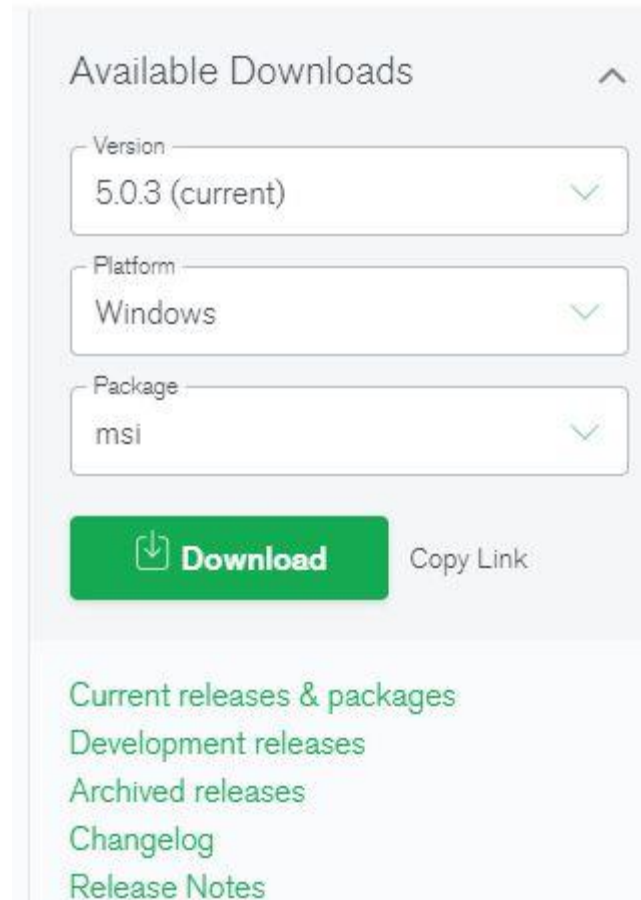 Available Downloads
Version
5.0.3 (current)
Platform
Windows
Package
msi
Download
Copy Link
Current releases & packages
Development releases
Archived releases
Changelog
Release Notes